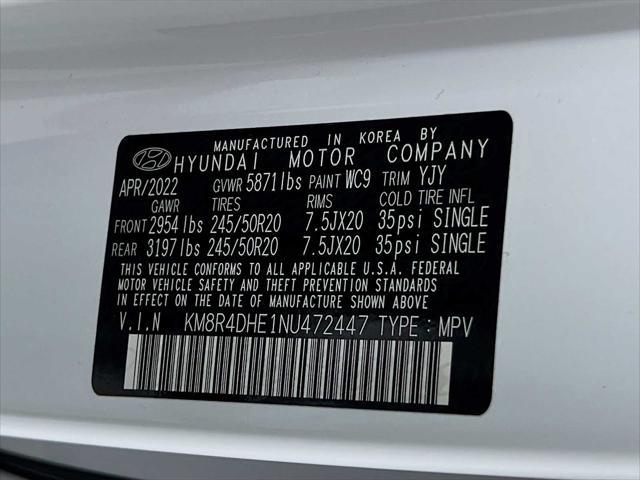 MANUFACTURED IN KOREA BY
HYUNDAI MOTOR COMPANY
APR/2022 GVWR 5871lbs PAINT WC9 TRIM YJY
GAWR TIRES RIMS COLD TIRE INFL
FRONT 2954lbs 245/50R20 7.5JX20 35psi SINGLE
REAR 3197lbs 245/50R20 7.5JX20 35psi SINGLE
THIS VEHICLE CONFORMS TO ALL APPLICABLE U.S.A. FEDERAL
MOTOR VEHICLE SAFETY AND THEFT PREVENTION STANDARDS
IN EFFECT ON THE DATE OF MANUFACTURE SHOWN ABOVE.
V.I.N KM8R4DHE1NU472447 TYPE : MPV